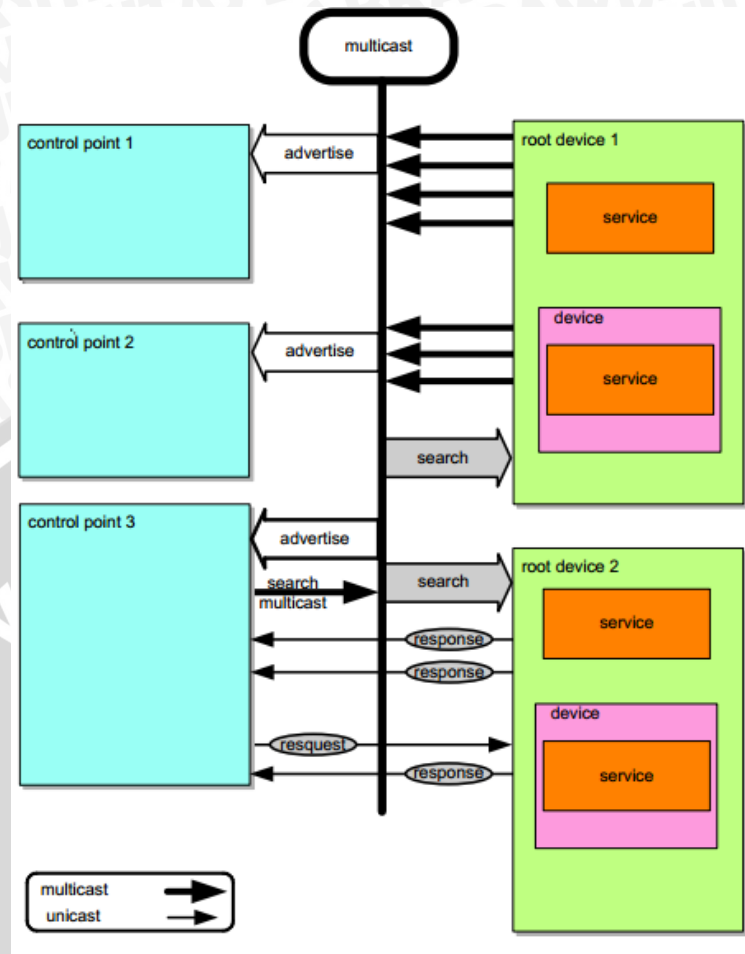 multicast
control point 1
advertise
root device 1
service
control point 2
advertise
device
service
search
control point 3
advertise
search
multicast
search
root device 2
service
response
response
device
resquest
response
service
multicast
unicast